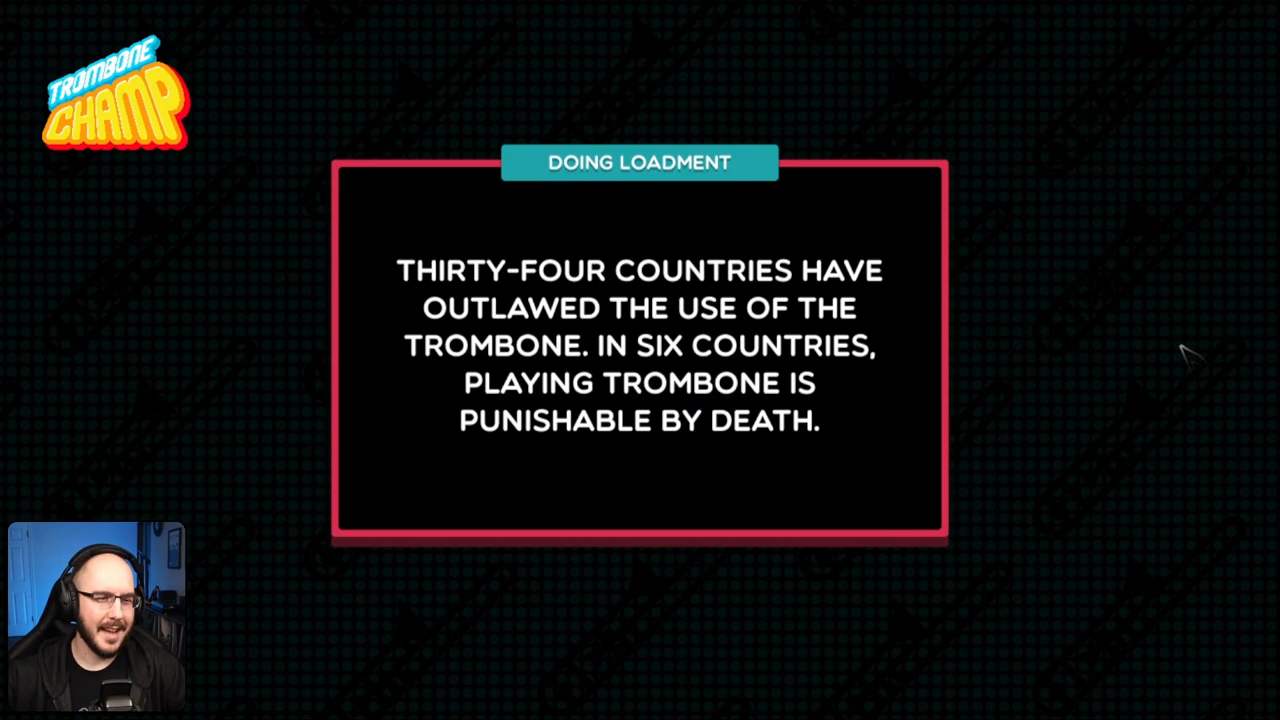 TROMBONE
CHAMP
DOING LOADMENT
THIRTY-FOUR COUNTRIES HAVE
OUTLAWED THE USE OF THE
TROMBONE. IN SIX COUNTRIES,
PLAYING TROMBONE IS
PUNISHABLE BY DEATH.